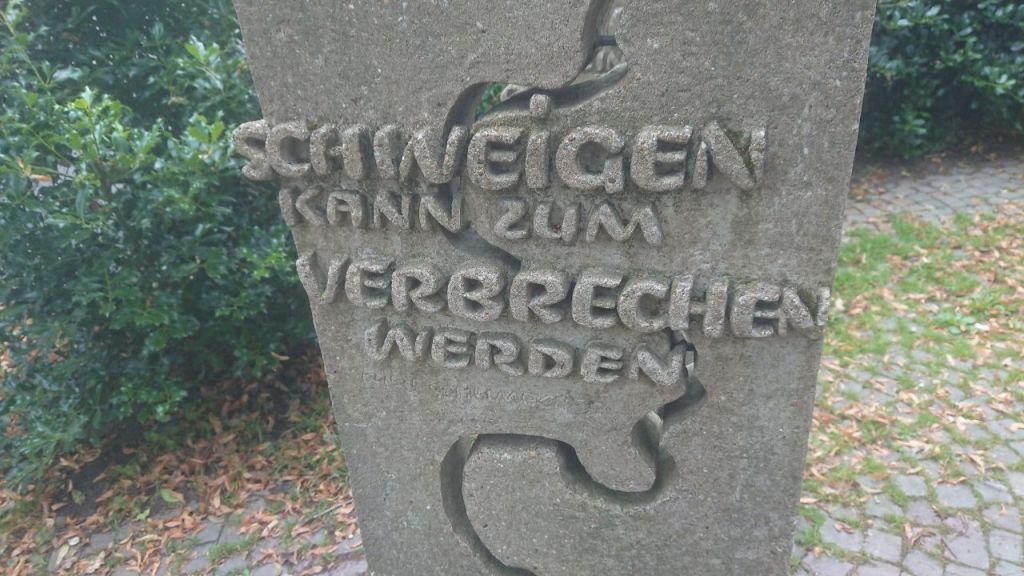 SCHWEIGEN
KANN ZUM
VERBRECHEN
WERDEN